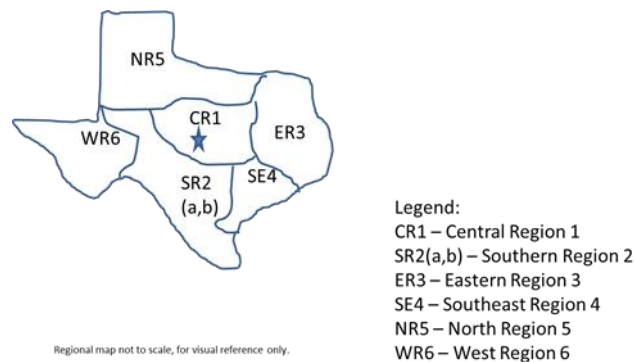 NR5
CR1
ER3
WR6
SR2
(a,b)
SE4
Legend:
CR1 – Central Region 1
SR2(a,b) – Southern Region 2
ER3 – Eastern Region 3
SE4 – Southeast Region 4
NR5 – North Region 5
WR6 – West Region 6
Regional map not to scale, for visual reference only.